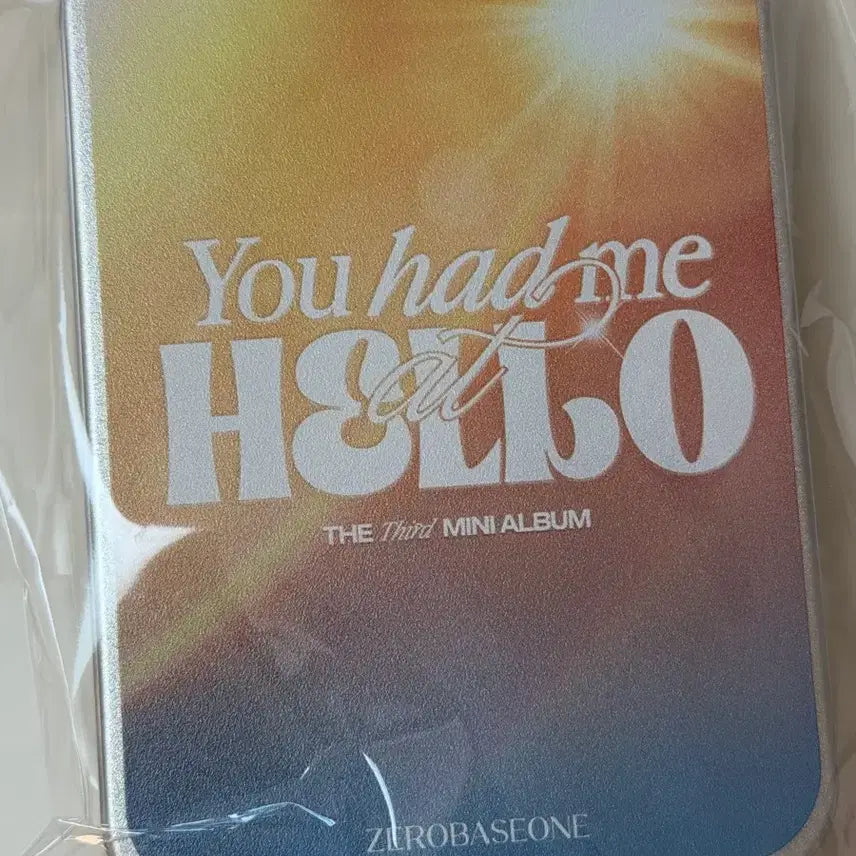 You had me
at
HELLO
THE Third MINI ALBUM
ZEROBASEONE